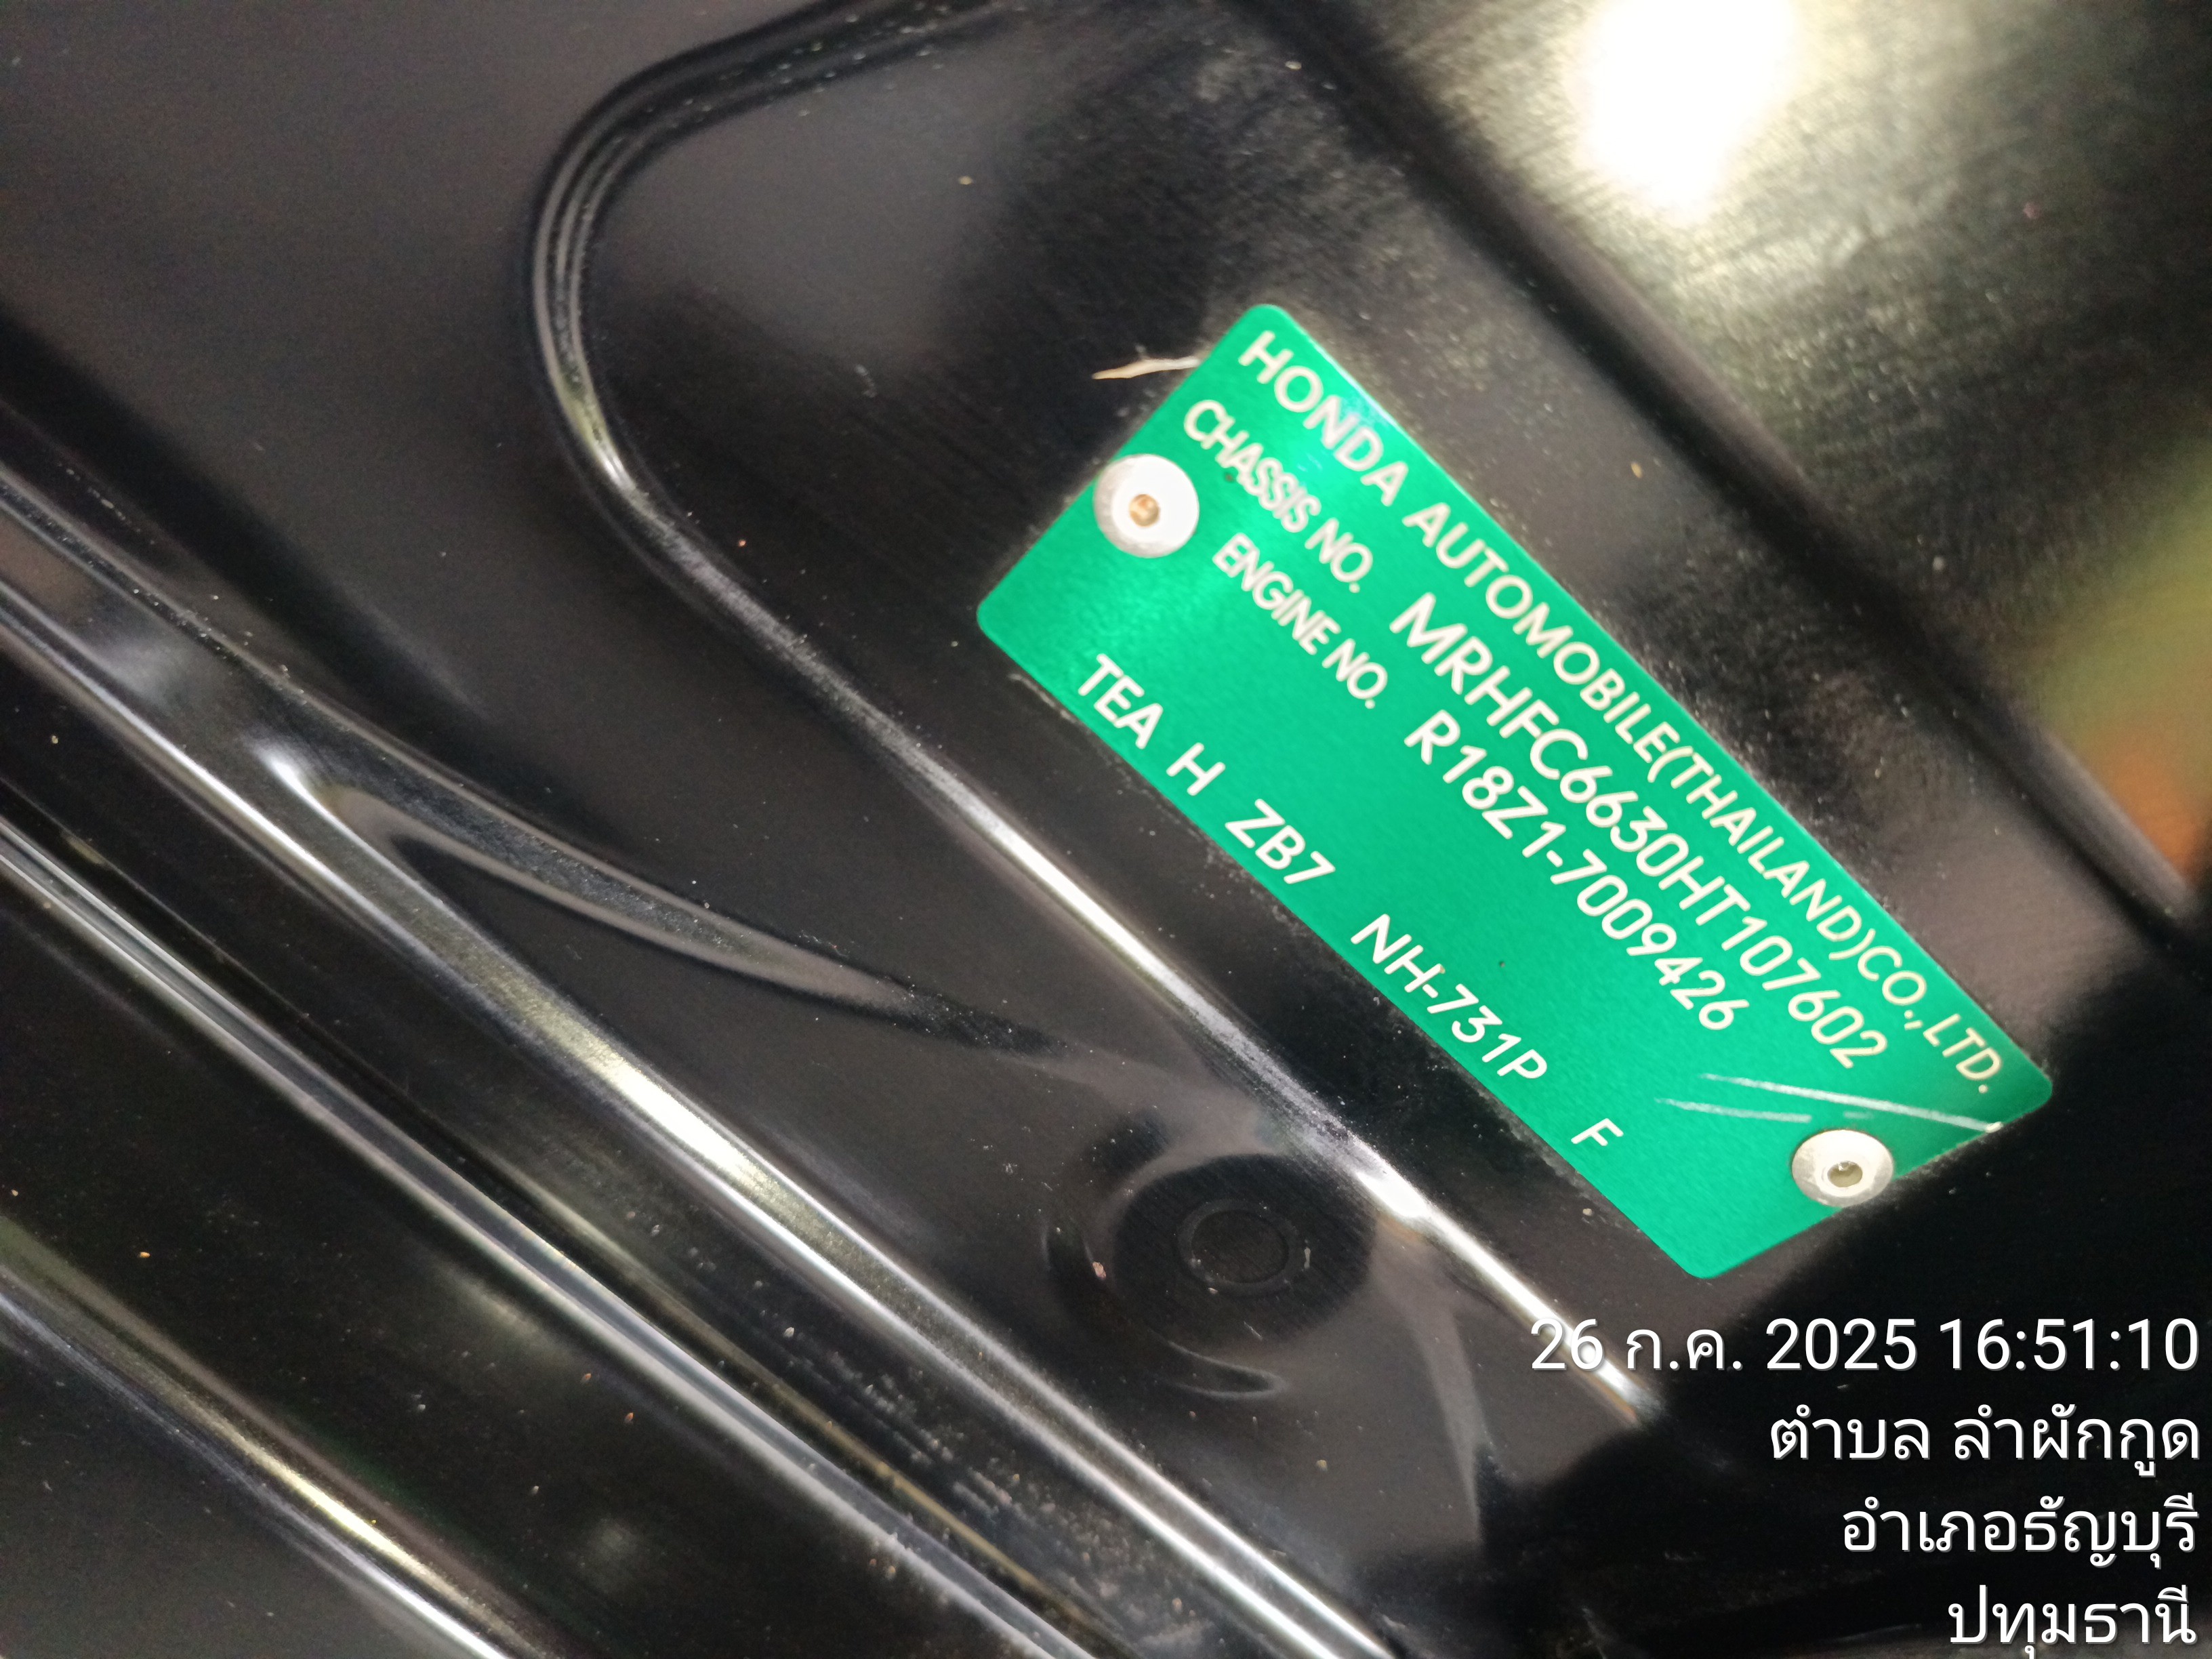 HONDA AUTOMOBILE(THAILAND)CO.,LTD.
CHASSIS NO. MRHFC6630HT107602
ENGINE NO. R18Z1-7009426
TEA H ZB7 NH-731P F
26 ก.ค. 2025 16:51:10
ตำบล ลำผักกูด
อำเภอธัญบุรี
ปทุมธานี